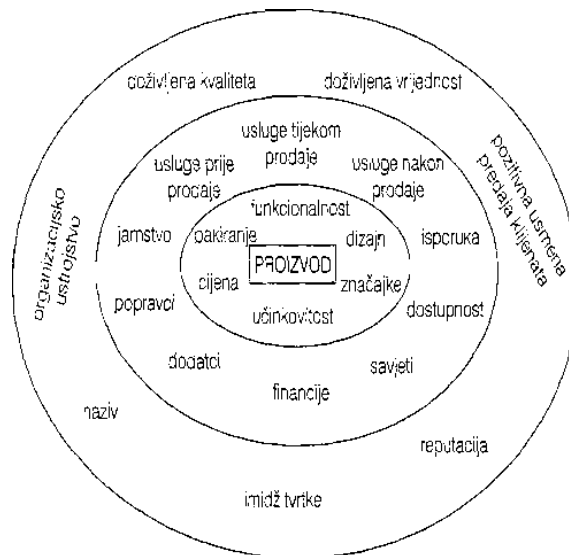 doživljena kvaliteta
doživljena vrijednost
pozitivna usmena
predaja klijenata
organizacijsko
ustrojstvo
naziv
reputacija
imidž tvrtke
usluge tijekom
prodaje
usluge prije
prodaje
usluge nakon
prodaje
jamstvo
isporuka
popravci
dostupnost
dodatci
savjeti
financije
funkcionalnost
pakiranje
dizajn
PROIZVOD
cijena
značajke
učinkovitost